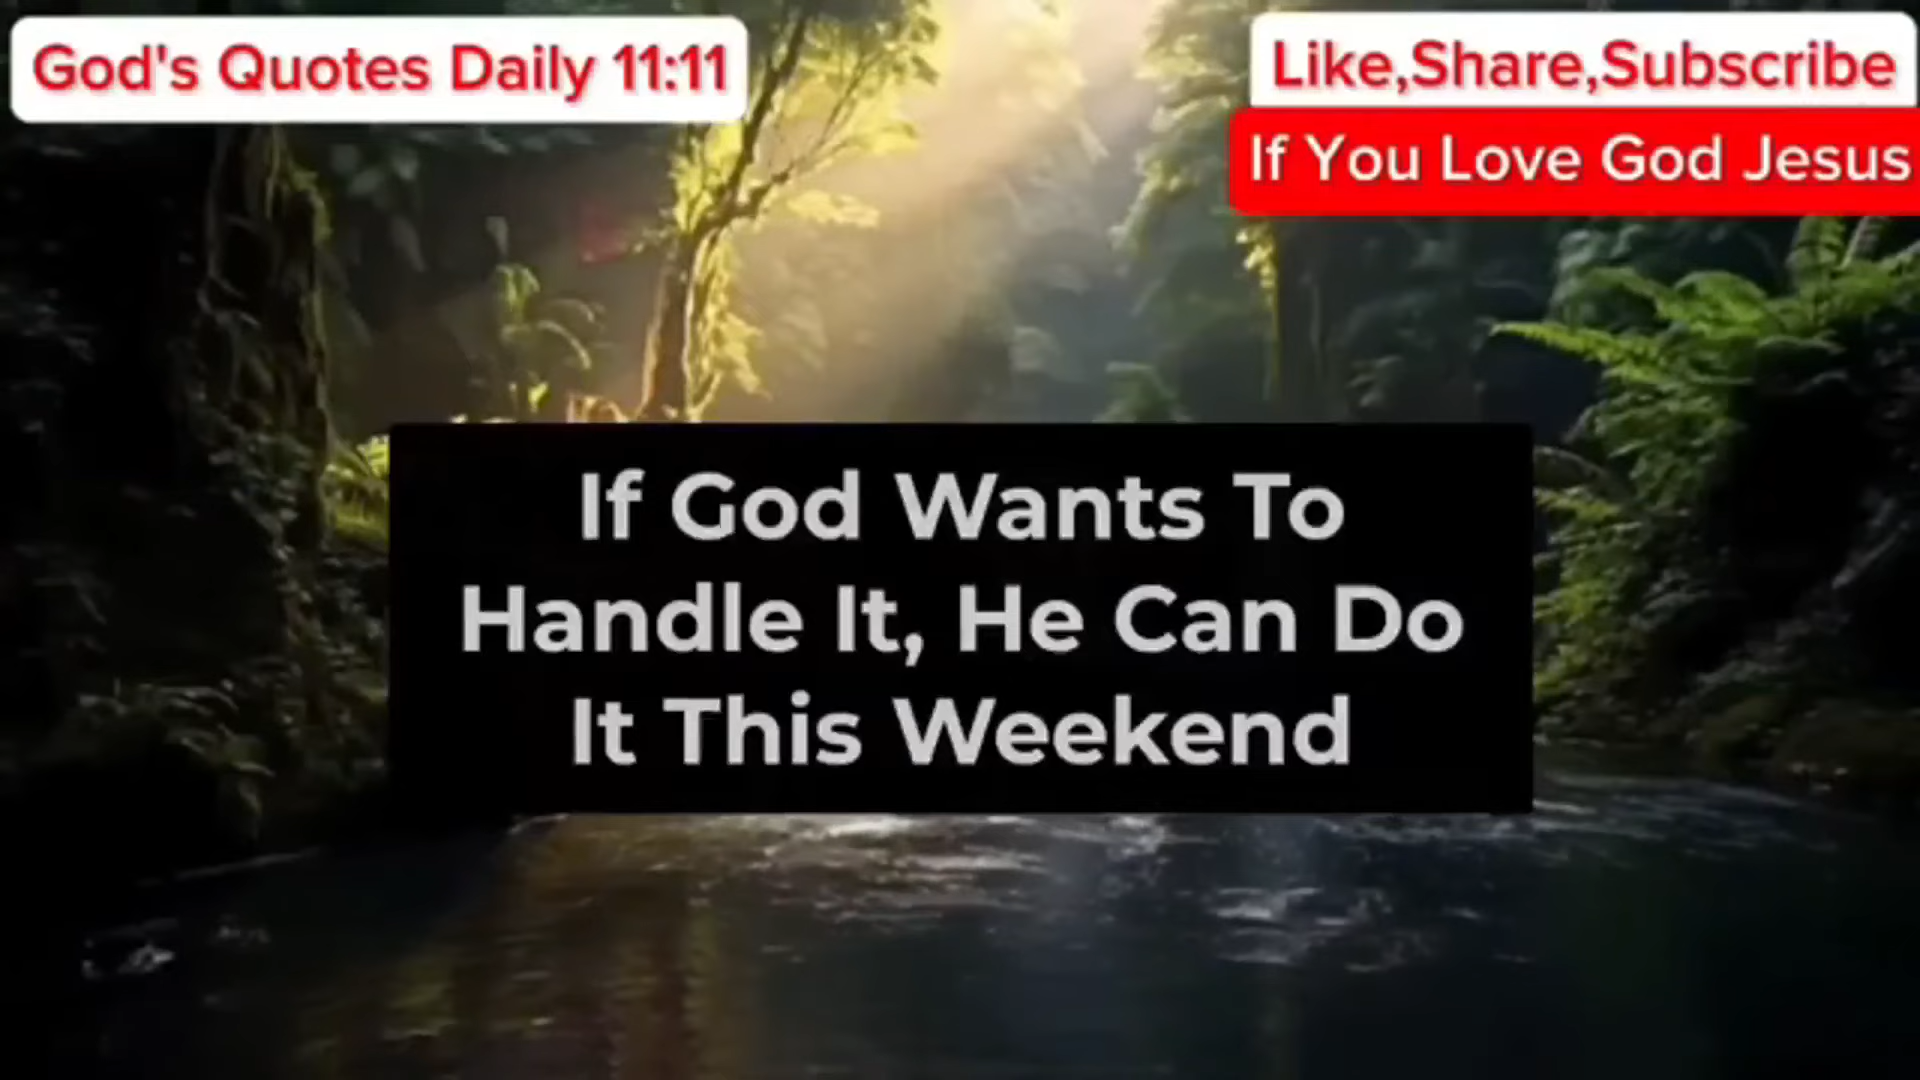 God's Quotes Daily 11:11
Like,Share,Subscribe
If You Love God Jesus
If God Wants To
Handle It, He Can Do
It This Weekend